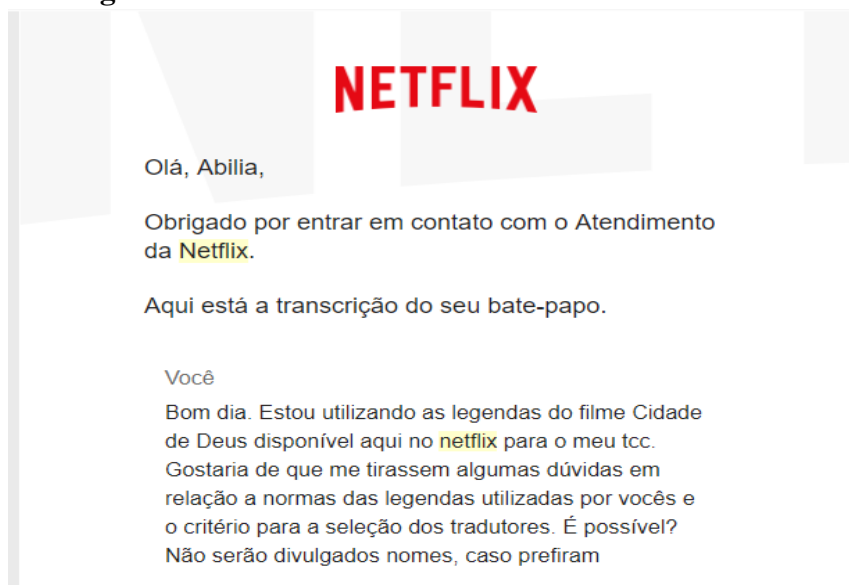 NETFLIX
Olá, Abilia,
Obrigado por entrar em contato com o Atendimento
da Netflix.
Aqui está a transcrição do seu bate-papo.
Você
Bom dia. Estou utilizando as legendas do filme Cidade
de Deus disponível aqui no netflix para o meu tcc.
Gostaria de que me tirassem algumas dúvidas em
relação a normas das legendas utilizadas por vocês e
o critério para a seleção dos tradutores. É possível?
Não serão divulgados nomes, caso prefiram